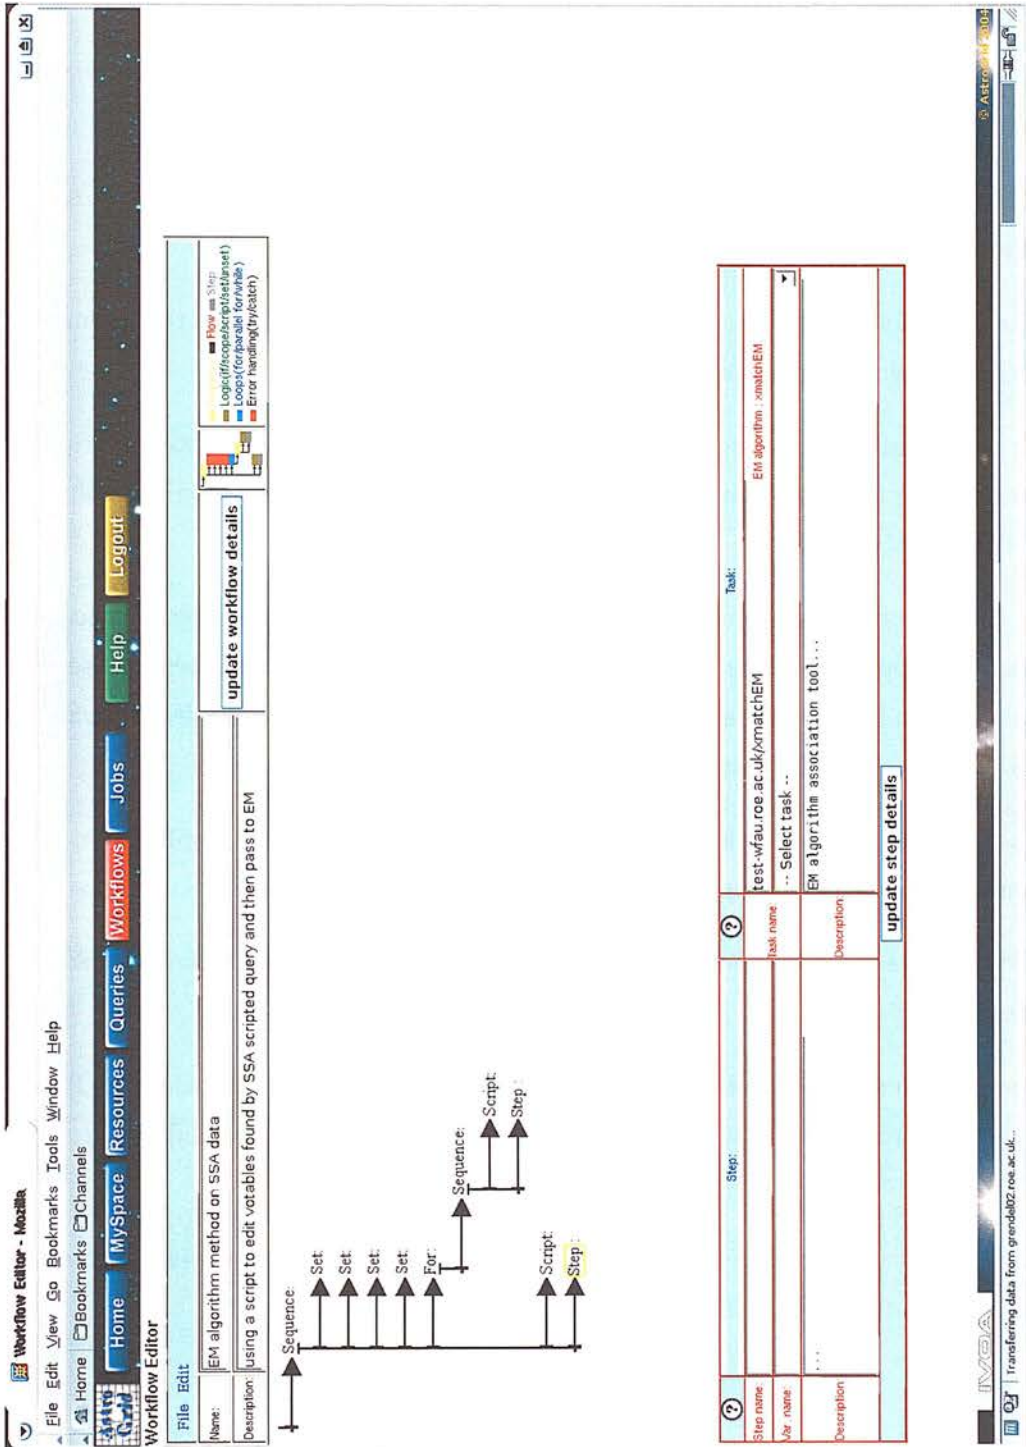 Workflow Editor - Mozilla
File Edit View Go Bookmarks Tools Window Help
Home Bookmarks Channels
Astro Grid Home MySpace Resources Queries Workflows Jobs Help Logout
Workflow Editor
File Edit
Name: EM algorithm method on SSA data
Description: using a script to edit votables found by SSA scripted query and then pass to EM
update workflow details
Flow Step
Logic(if/scope/script/set/unset)
Loops(for/parallel for/while)
Error handling(try/catch)
Sequence:
Set:
Set:
Set:
Set:
For:
Sequence:
Script:
Step :
Script:
Step :
? Step: ? Task:
Step name: Task name: test-wfau.roe.ac.uk/xmatchEM EM algorithm : xmatchEM
Var. name: -- Select task --
Description: ... Description: EM algorithm association tool...
update step details
IVOA © AstroGrid 2004
Transferring data from grendel02.roe.ac.uk...